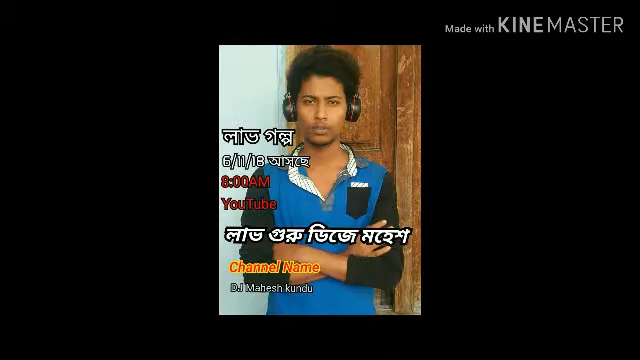 Made with KINEMASTER
লাভ গল্প
6/11/18 আসছে
8:00AM
YouTube
লাভ গুরু ডিজে মহেশ
Channel Name
DJ Mahesh kundu